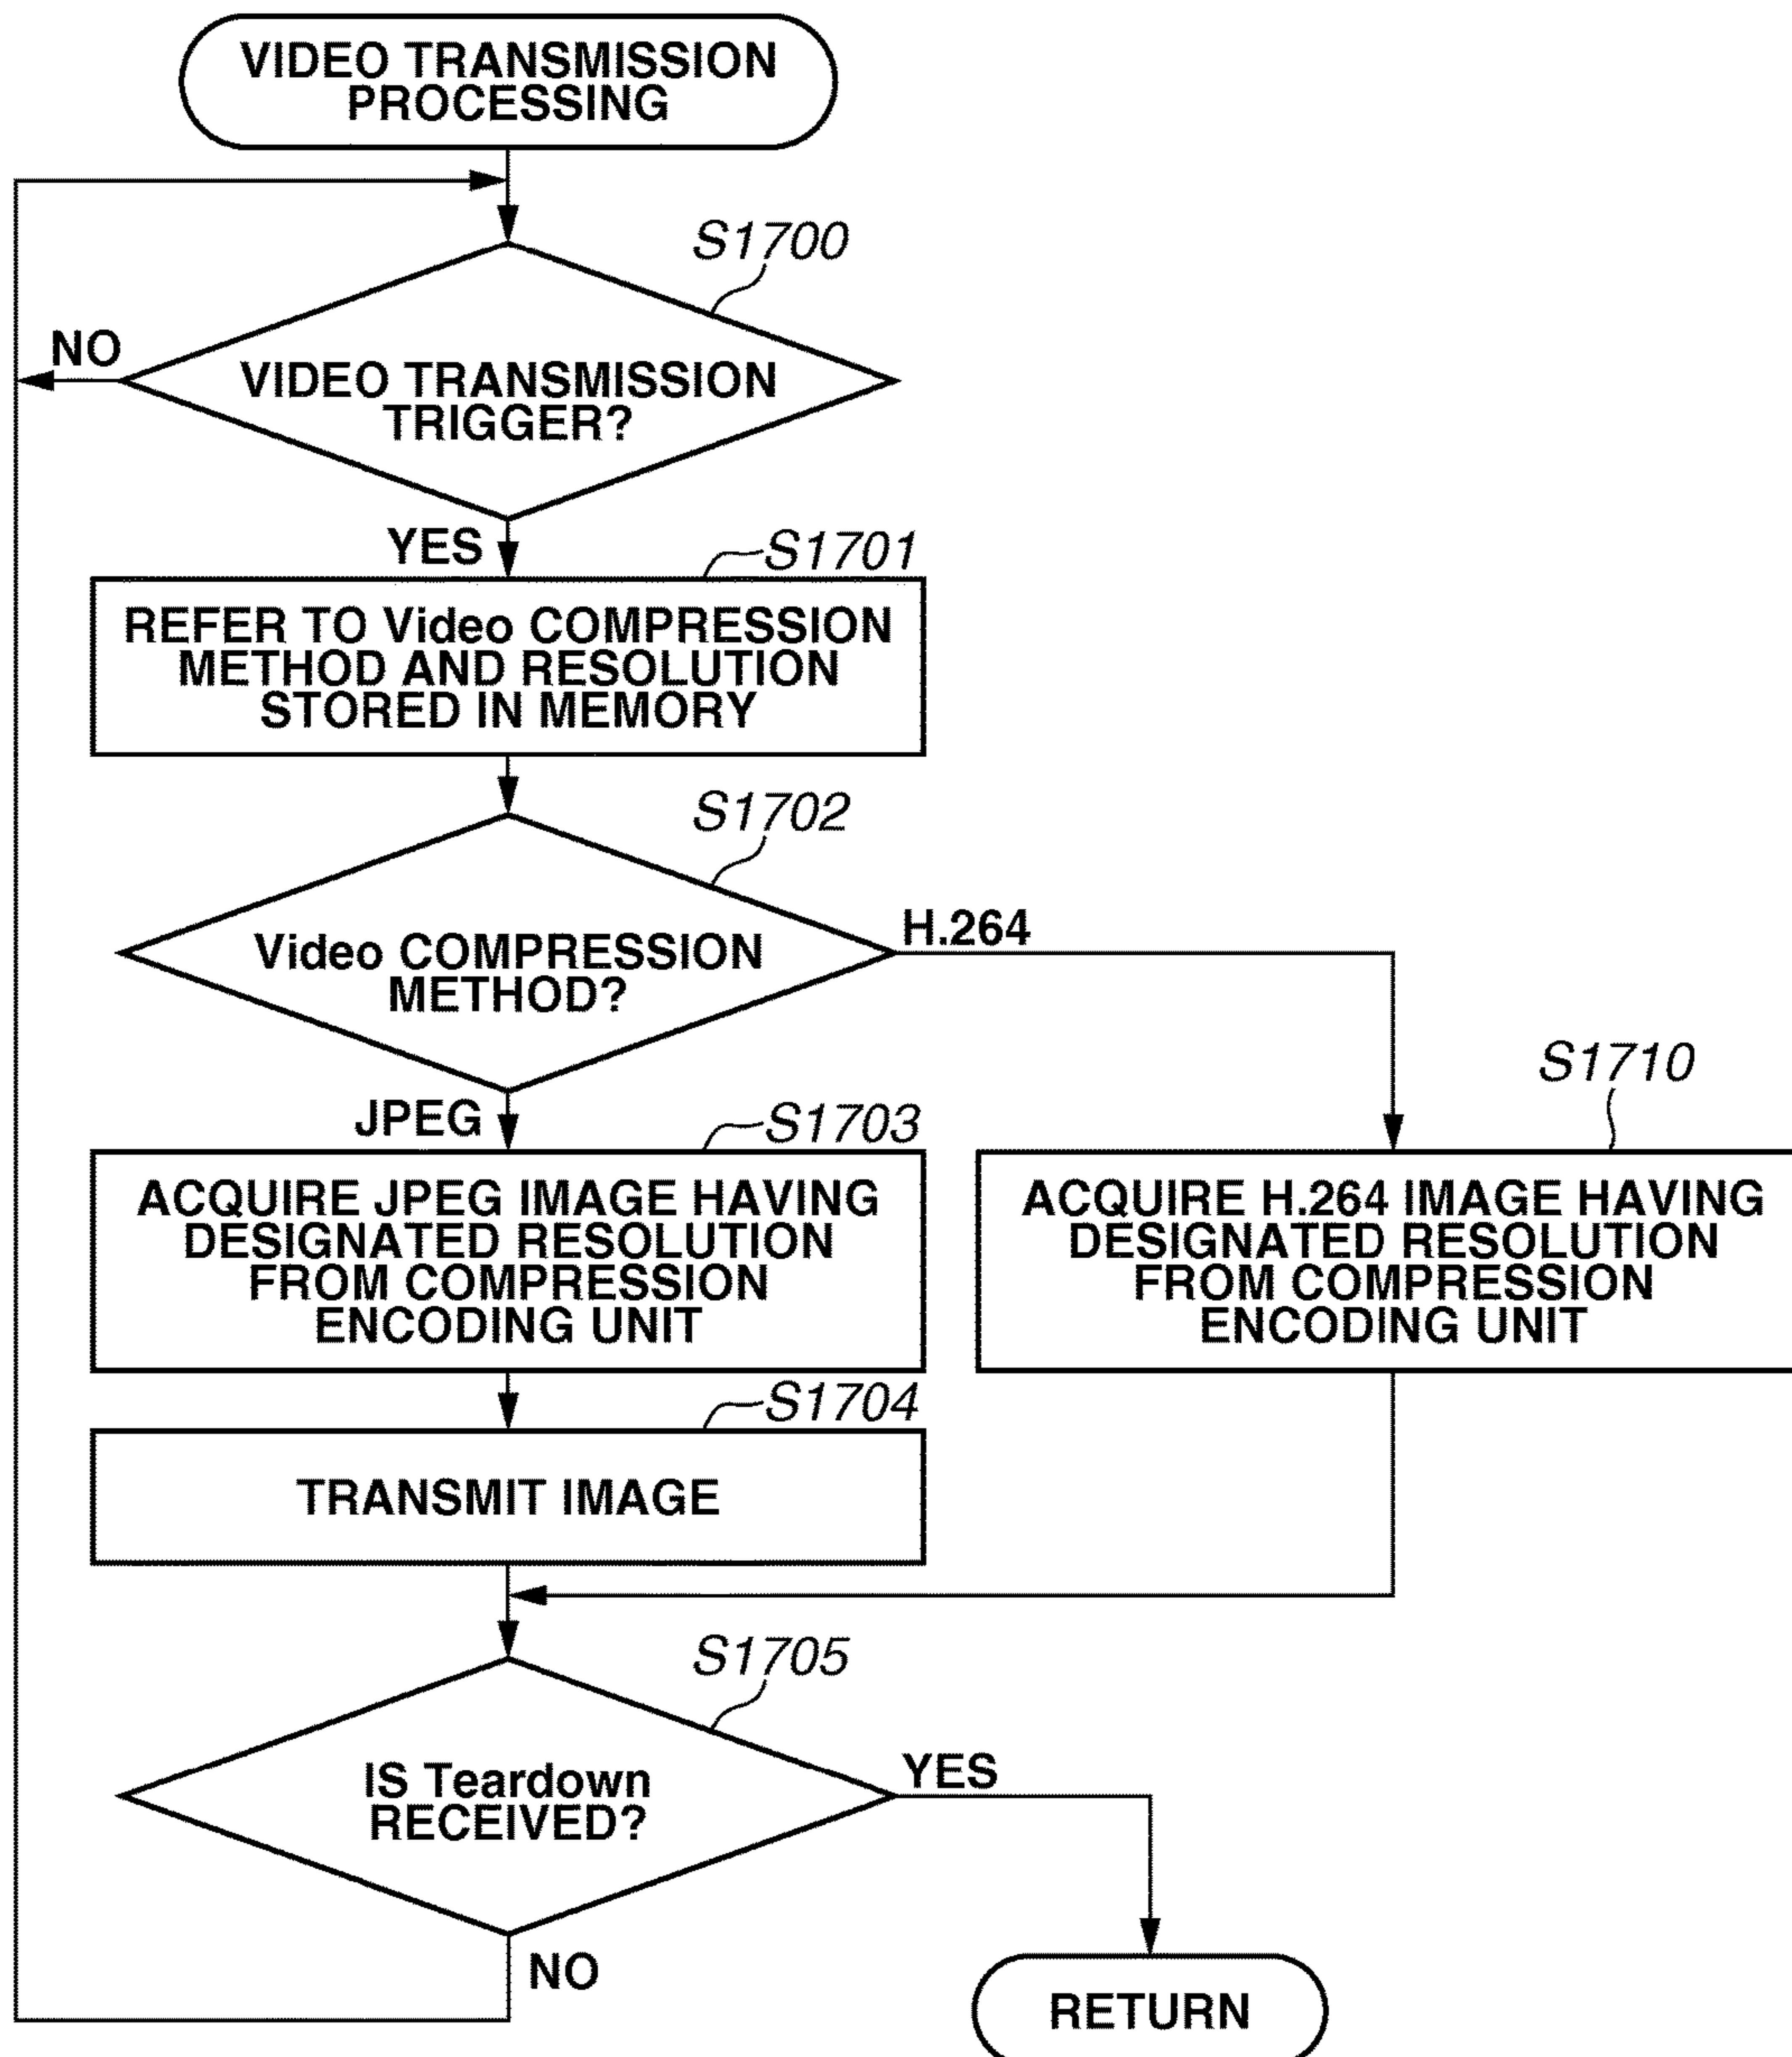 VIDEO TRANSMISSION
PROCESSING
S1700
NO
VIDEO TRANSMISSION
TRIGGER?
YES
S1701
REFER TO Video COMPRESSION
METHOD AND RESOLUTION
STORED IN MEMORY
S1702
H.264
Video COMPRESSION
METHOD?
JPEG
S1703
S1710
ACQUIRE JPEG IMAGE HAVING
DESIGNATED RESOLUTION
FROM COMPRESSION
ENCODING UNIT
ACQUIRE H.264 IMAGE HAVING
DESIGNATED RESOLUTION
FROM COMPRESSION
ENCODING UNIT
S1704
TRANSMIT IMAGE
S1705
IS Teardown
RECEIVED?
YES
NO
RETURN